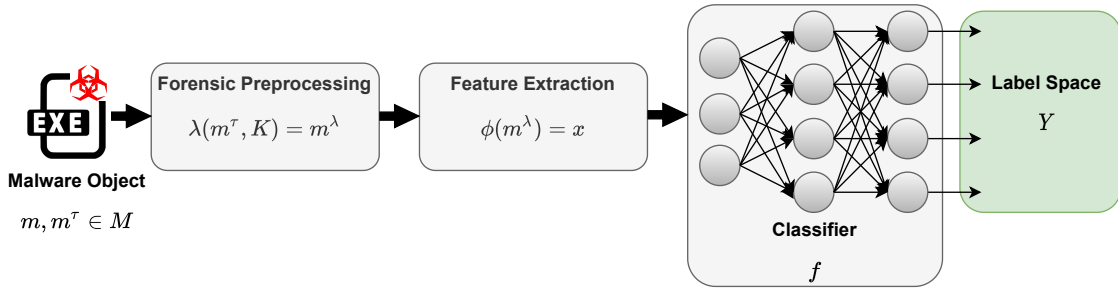 EXE
Malware Object
m, m^τ ∈ M
Forensic Preprocessing
λ(m^τ, K) = m^λ
Feature Extraction
ϕ(m^λ) = x
Classifier
f
Label Space
Y